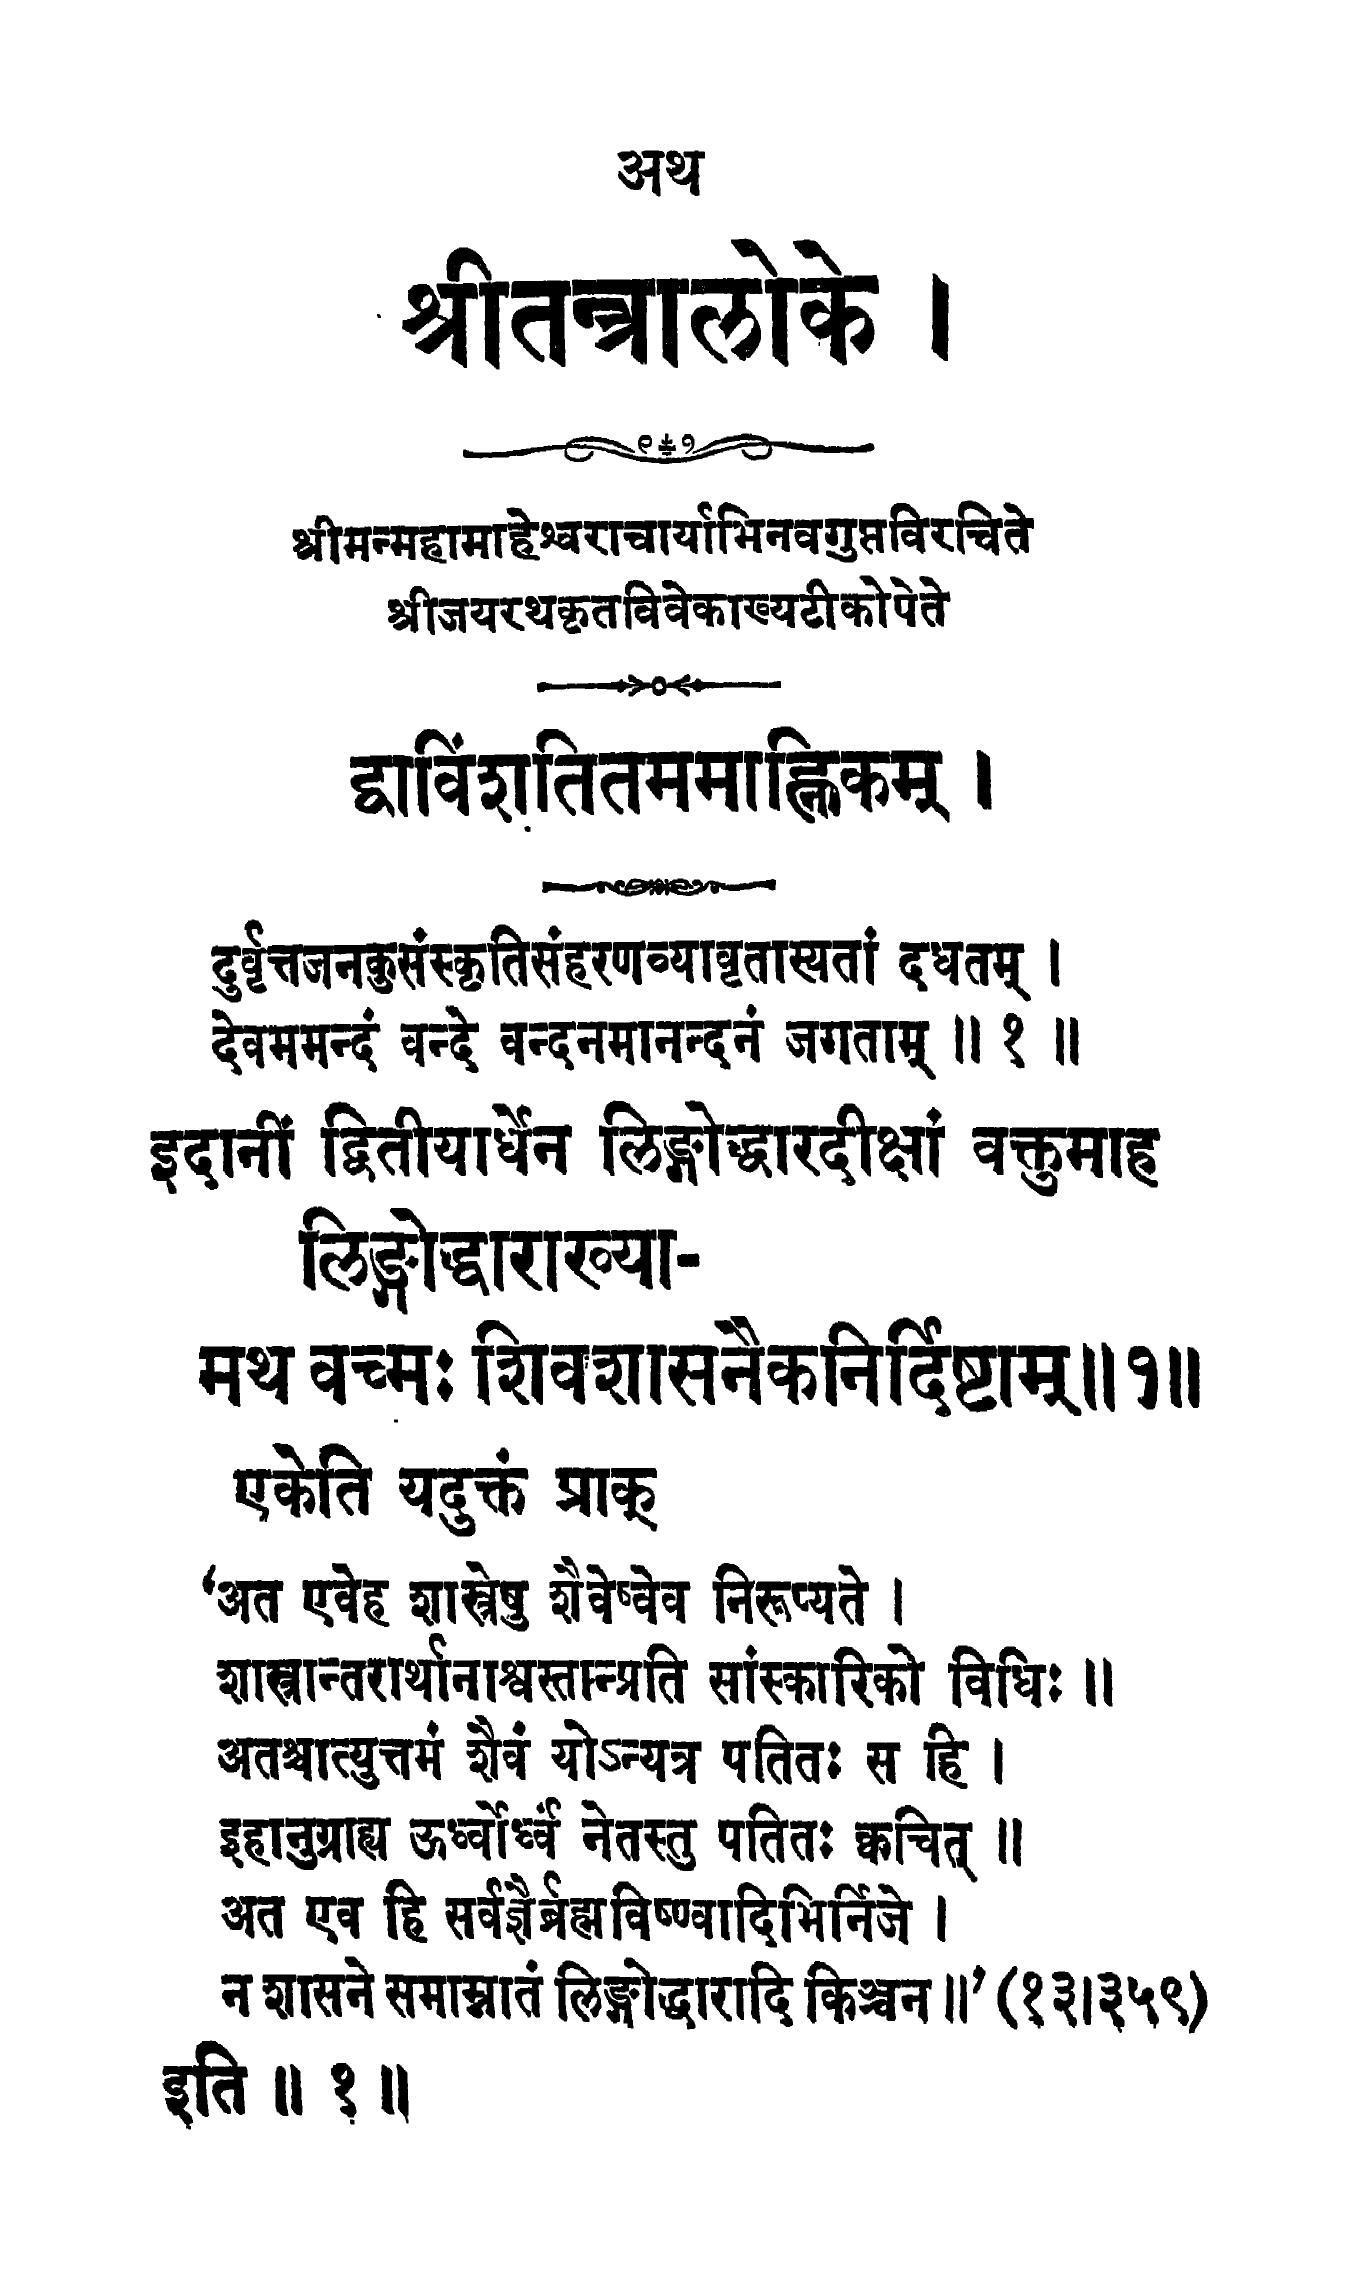 अथ
श्रीतन्त्रालोके ।
श्रीमन्महामाहेश्वराचार्याभिनवगुप्तविरचिते
श्रीजयरथकृतविवेकाख्यटीकोपेते
द्वाविंशतितममाह्निकम् ।
दुर्वृत्तजनकुसंस्कृतिसंहरणव्यावृतास्यतां दधतम् ।
देवममन्दं वन्दे वन्दनमानन्दनं जगताम् ॥ १ ॥
इदानीं द्वितीयार्धेन लिङ्गोद्धारदीक्षां वक्तुमाह
लिङ्गोद्धाराख्या-
मथ वच्मः शिवशासनैकनिर्दिष्टाम्॥१॥
एकेति यदुक्तं प्राक्
‘अत एवेह शास्त्रेषु शैवेष्वेव निरूप्यते ।
शास्त्रान्तरार्थानाश्वस्तान्प्रति सांस्कारिको विधिः ॥
अतश्चात्युत्तमं शैवं योऽन्यत्र पतितः स हि ।
इहानुग्राह्य ऊर्ध्वोर्ध्वं नेतस्तु पतितः क्वचित् ॥
अत एव हि सर्वज्ञैर्ब्रह्मविष्ण्वादिभिर्निजे ।
न शासने समाम्नातं लिङ्गोद्धारादि किञ्चन ॥’ (१३।३५९)
इति ॥ १ ॥